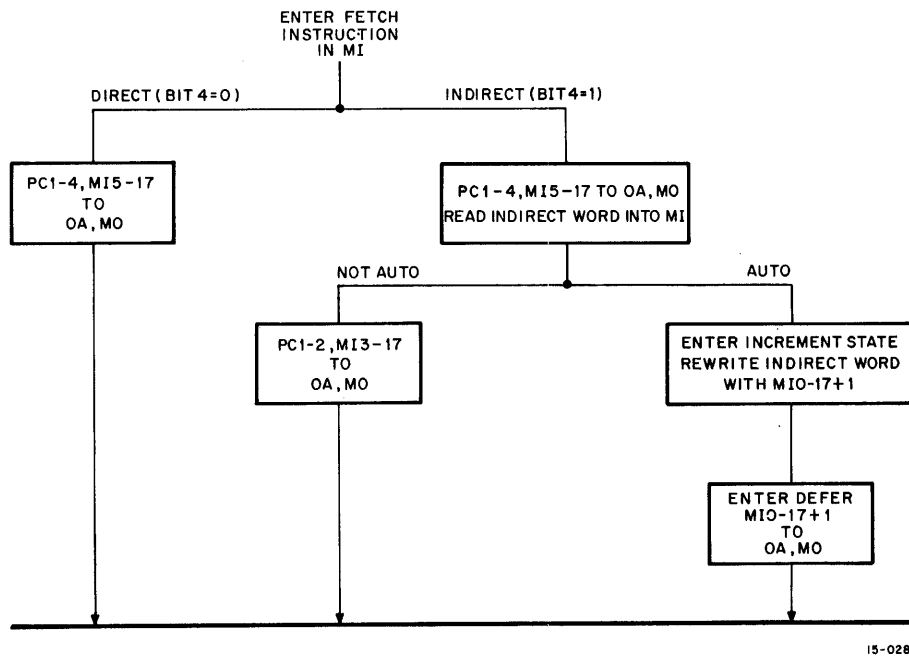 ENTER FETCH
INSTRUCTION
IN MI
DIRECT (BIT 4=0)
INDIRECT (BIT 4=1)
PC1-4, MI5-17
TO
OA, MO
PC1-4, MI5-17 TO OA, MO
READ INDIRECT WORD INTO MI
NOT AUTO
AUTO
PC1-2, MI3-17
TO
OA, MO
ENTER INCREMENT STATE
REWRITE INDIRECT WORD
WITH MI0-17+1
ENTER DEFER
MI0-17+1
TO
OA, MO
15-028